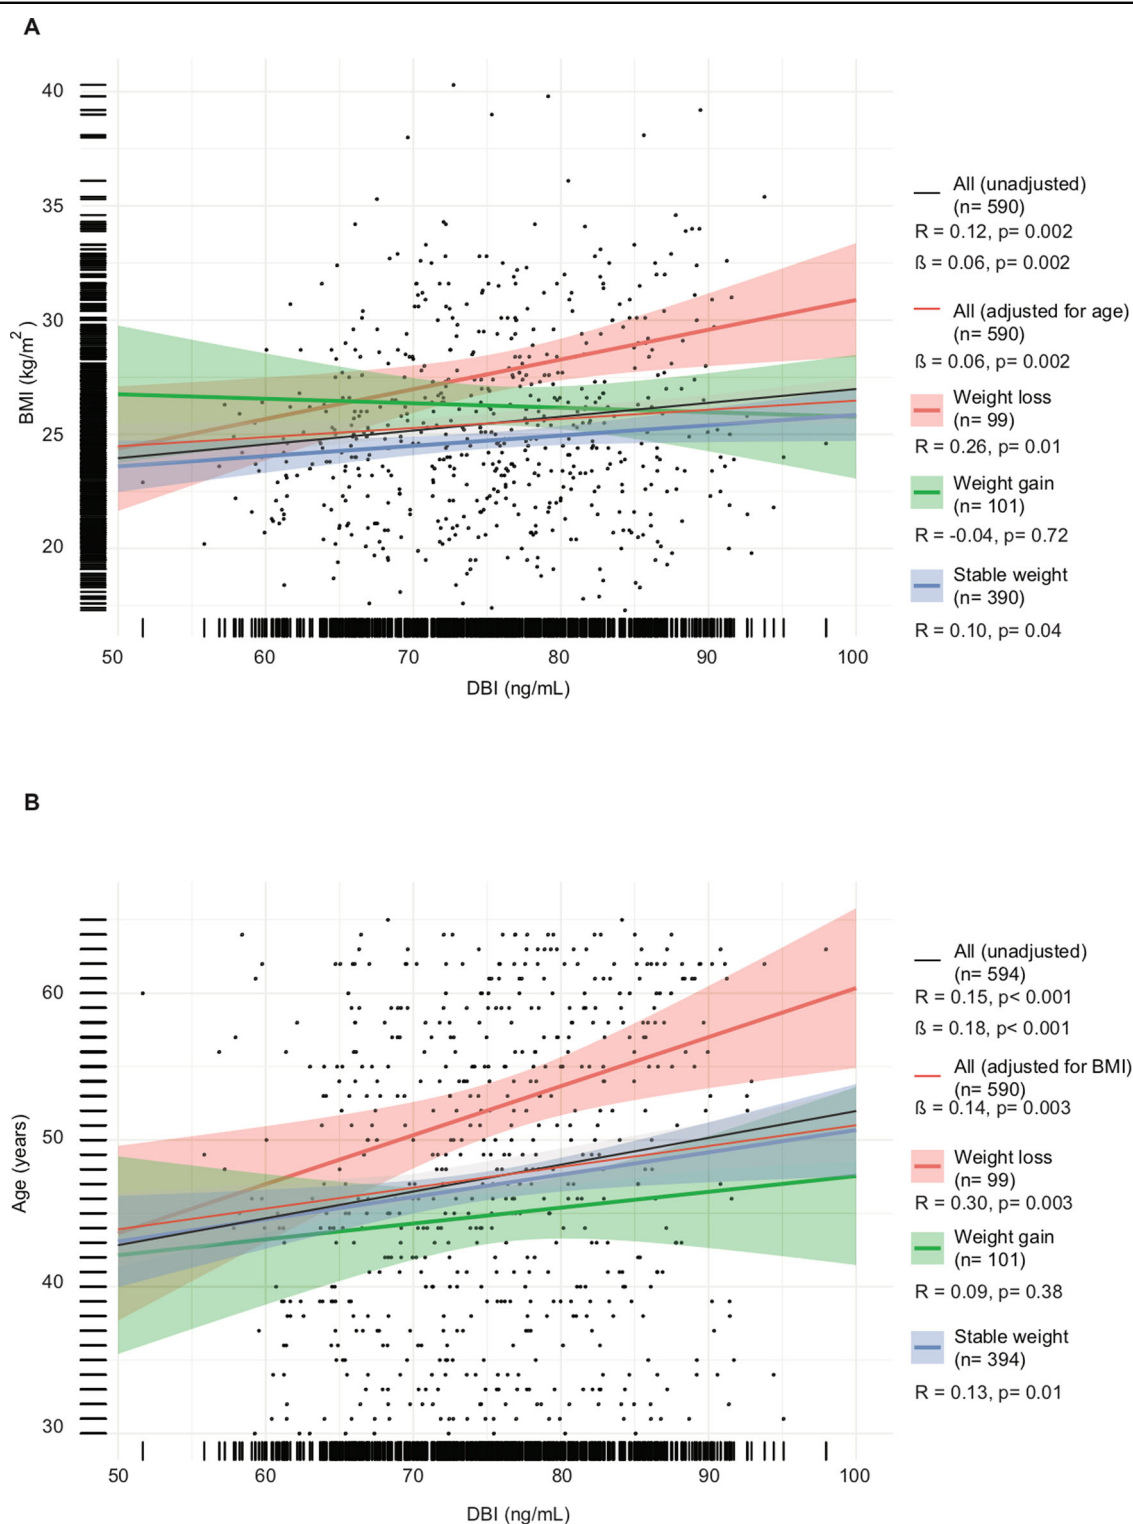 A
40
35
30
25
20
BMI (kg/m2)
50 60 70 80 90 100
DBI (ng/mL)
All (unadjusted)
(n= 590)
R = 0.12, p= 0.002
ß = 0.06, p= 0.002
All (adjusted for age)
(n= 590)
ß = 0.06, p= 0.002
Weight loss
(n= 99)
R = 0.26, p= 0.01
Weight gain
(n= 101)
R = -0.04, p= 0.72
Stable weight
(n= 390)
R = 0.10, p= 0.04
B
60
50
40
30
Age (years)
50 60 70 80 90 100
DBI (ng/mL)
All (unadjusted)
(n= 594)
R = 0.15, p< 0.001
ß = 0.18, p< 0.001
All (adjusted for BMI)
(n= 590)
ß = 0.14, p= 0.003
Weight loss
(n= 99)
R = 0.30, p= 0.003
Weight gain
(n= 101)
R = 0.09, p= 0.38
Stable weight
(n= 394)
R = 0.13, p= 0.01